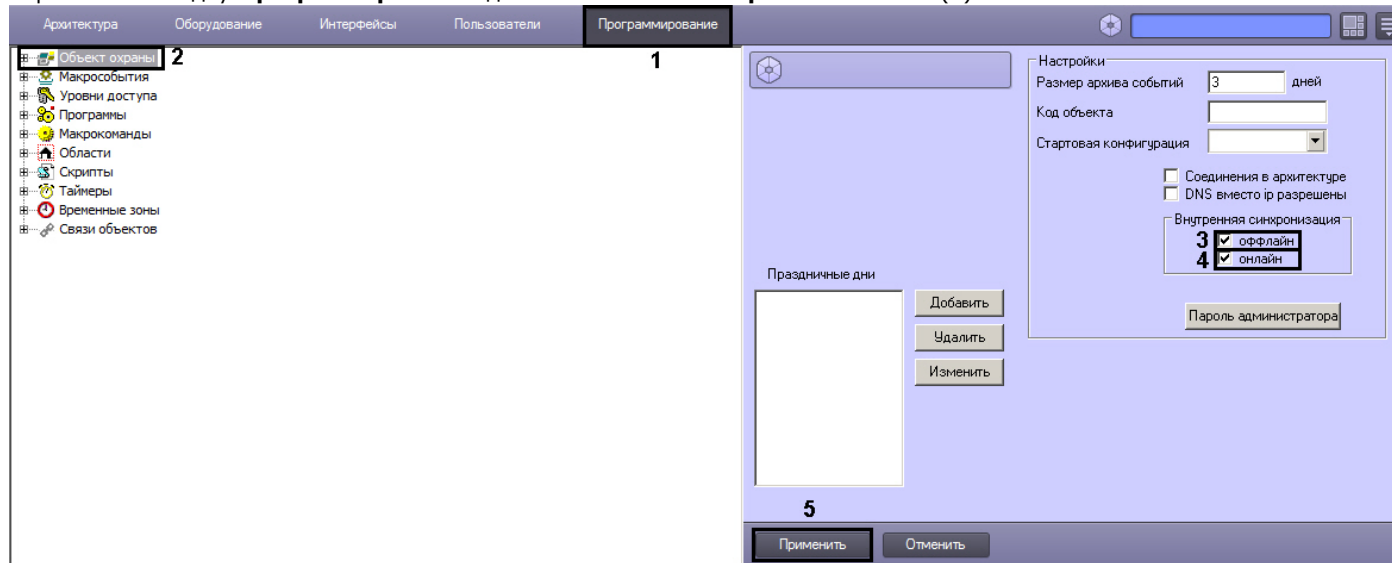 Архитектура Оборудование Интерфейсы Пользователи Программирование
1
Объект охраны 2
Макрособытия
Уровни доступа
Программы
Макрокоманды
Области
Скрипты
Таймеры
Временные зоны
Связи объектов
Настройки
Размер архива событий 3 дней
Код объекта
Стартовая конфигурация
Соединения в архитектуре
DNS вместо ip разрешены
Внутренняя синхронизация
3 оффлайн
4 онлайн
Пароль администратора
Праздничные дни
Добавить
Удалить
Изменить
5
Применить Отменить